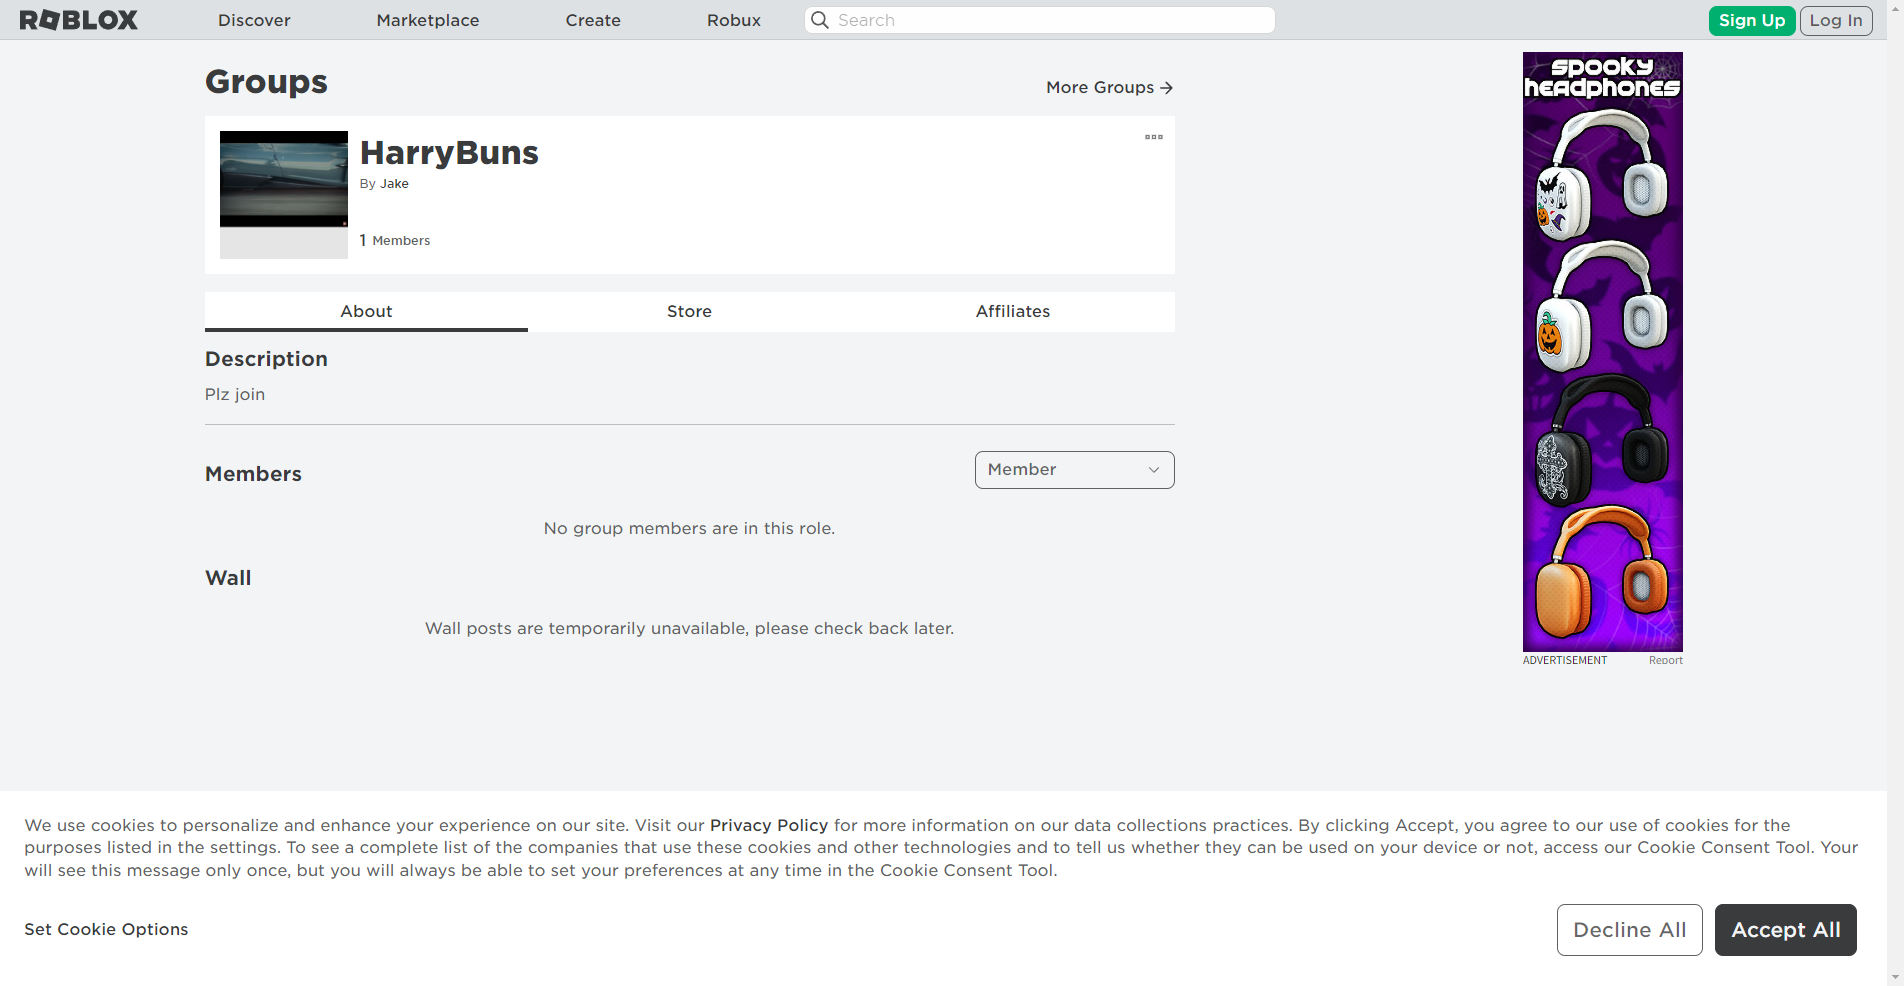 ROBLOX
Discover
Marketplace
Create
Robux
Search
Sign Up
Log In
Groups
More Groups →
HarryBuns
By Jake
1 Members
About
Store
Affiliates
Description
Plz join
Members
Member
No group members are in this role.
Wall
Wall posts are temporarily unavailable, please check back later.
spooky
headphones
ADVERTISEMENT
Report
We use cookies to personalize and enhance your experience on our site. Visit our Privacy Policy for more information on our data collections practices. By clicking Accept, you agree to our use of cookies for the
purposes listed in the settings. To see a complete list of the companies that use these cookies and other technologies and to tell us whether they can be used on your device or not, access our Cookie Consent Tool. Your
will see this message only once, but you will always be able to set your preferences at any time in the Cookie Consent Tool.
Set Cookie Options
Decline All
Accept All